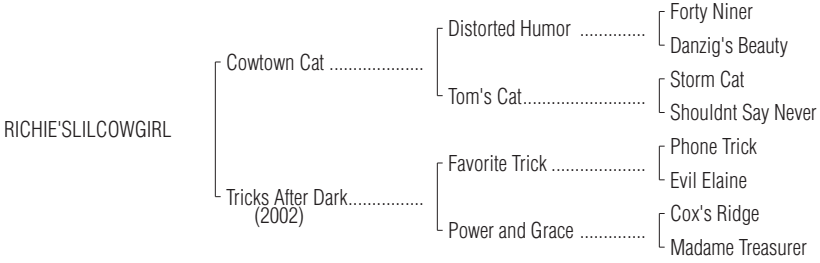 Forty Niner
Distorted Humor ..............
Danzig's Beauty
Cowtown Cat ....................
Storm Cat
Tom's Cat..........................
Shouldnt Say Never
RICHIE'SLILCOWGIRL
Phone Trick
Favorite Trick ....................
Evil Elaine
Tricks After Dark................
(2002)
Cox's Ridge
Power and Grace ..............
Madame Treasurer